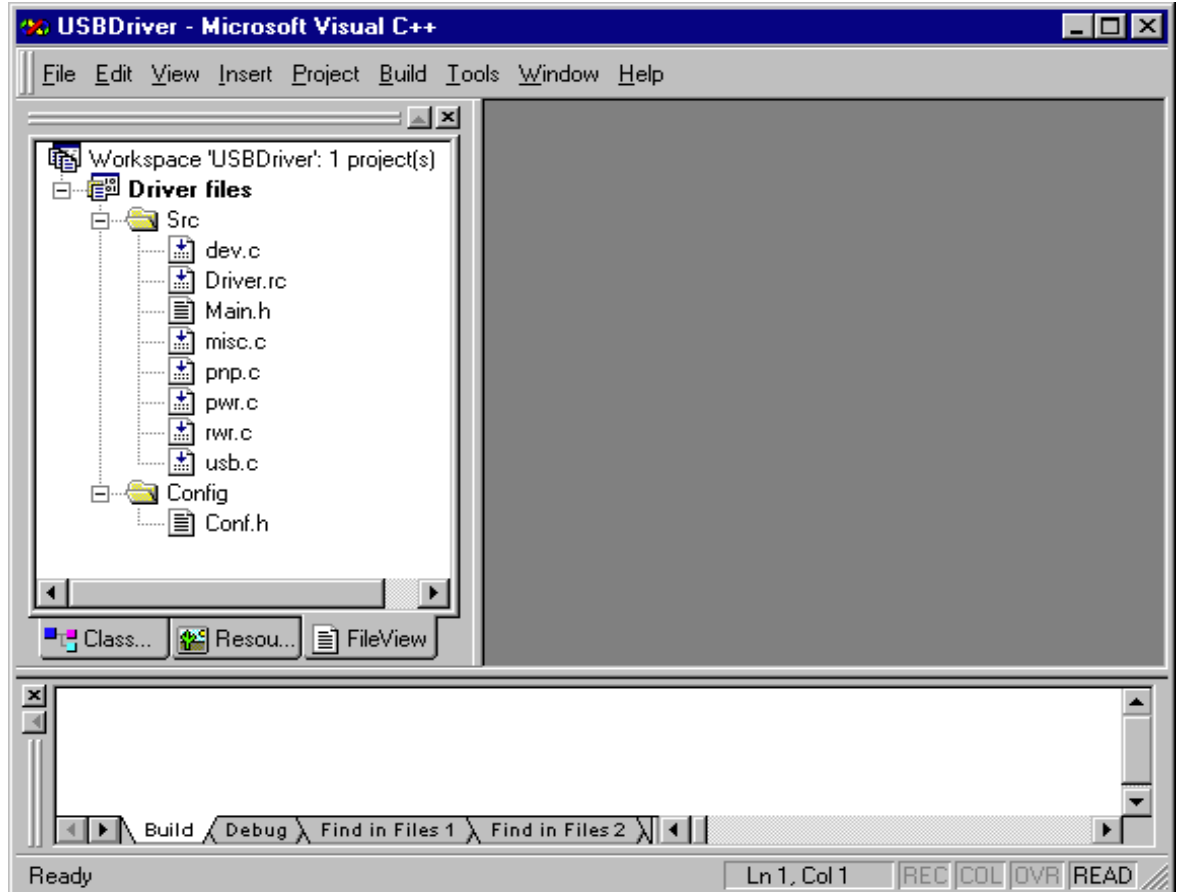 USBDriver - Microsoft Visual C++
File Edit View Insert Project Build Tools Window Help
Workspace 'USBDriver': 1 project(s)
Driver files
Src
dev.c
Driver.rc
Main.h
misc.c
pnp.c
pwr.c
rwr.c
usb.c
Config
Conf.h
Class... Resou... FileView
Build Debug Find in Files 1 Find in Files 2
Ready Ln 1, Col 1 REC COL OVR READ